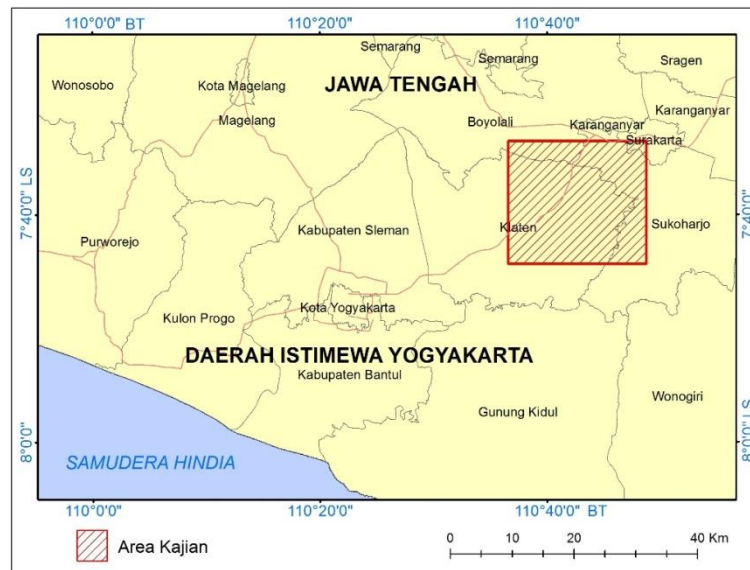 110°0'0" BT
110°20'0"
110°40'0"
Semarang
Semarang
Sragen
Wonosobo
Kota Magelang
JAWA TENGAH
Karanganyar
Magelang
Boyolali
Karanganyar
Surakarta
7°40'0" LS
7°40'0" LS
Purworejo
Kabupaten Sleman
Klaten
Sukoharjo
Kulon Progo
Kota Yogyakarta
DAERAH ISTIMEWA YOGYAKARTA
Kabupaten Bantul
Gunung Kidul
Wonogiri
8°0'0" LS
8°0'0" LS
SAMUDERA HINDIA
110°0'0"
110°20'0"
110°40'0" BT
Area Kajian
0 10 20 40 Km